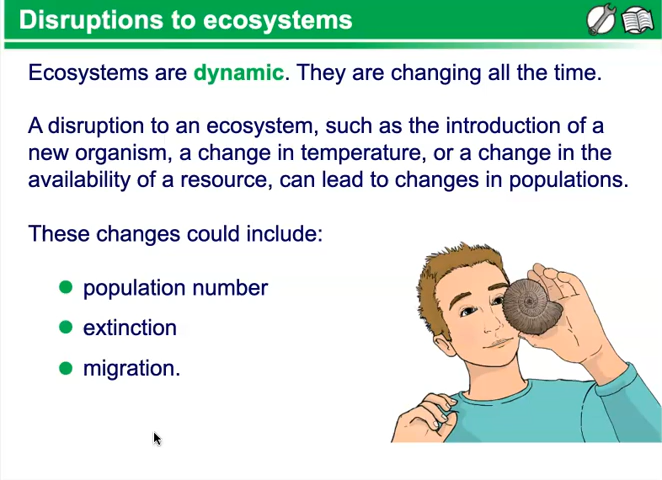 Disruptions to ecosystems
Ecosystems are dynamic. They are changing all the time.
A disruption to an ecosystem, such as the introduction of a
new organism, a change in temperature, or a change in the
availability of a resource, can lead to changes in populations.
These changes could include:
population number
extinction
migration.